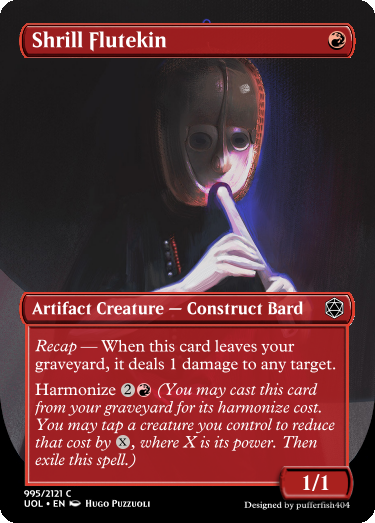 Shrill Flutekin
Artifact Creature — Construct Bard
Recap — When this card leaves your
graveyard, it deals 1 damage to any target.
Harmonize 2 (You may cast this card
from your graveyard for its harmonize cost.
You may tap a creature you control to reduce
that cost by X, where X is its power. Then
exile this spell.)
1/1
995/2121 C
UOL • EN Hugo Puzzuoli
Designed by pufferfish404